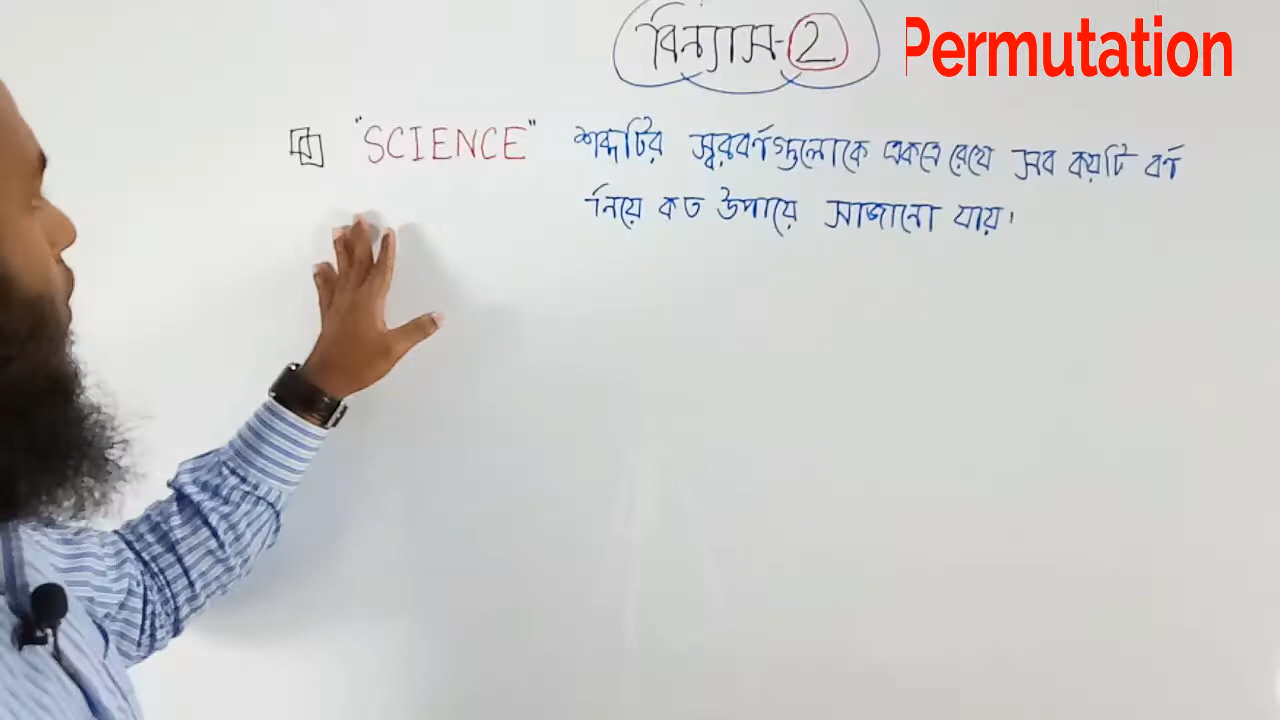 বিন্যাস-2
Permutation
"SCIENCE" শব্দটির স্বরবর্ণগুলোকে একত্রে রেখে সব কয়টি বর্ণ
নিয়ে কত উপায়ে সাজানো যায়।